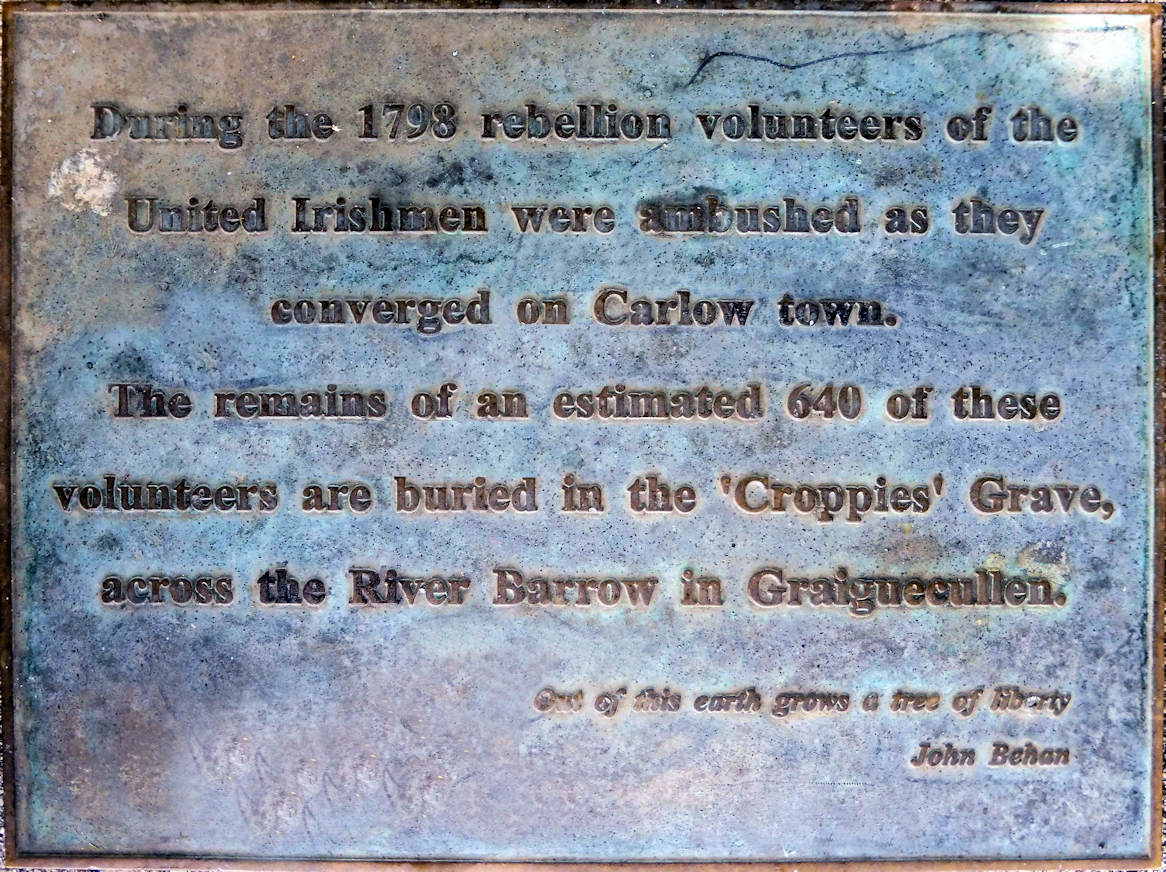 During the 1798 rebellion volunteers of the
United Irishmen were ambushed as they
converged on Carlow town.
The remains of an estimated 640 of these
volunteers are buried in the 'Croppies' Grave,
across the River Barrow in Graiguecullen.
Out of this earth grows a tree of liberty
John Behan